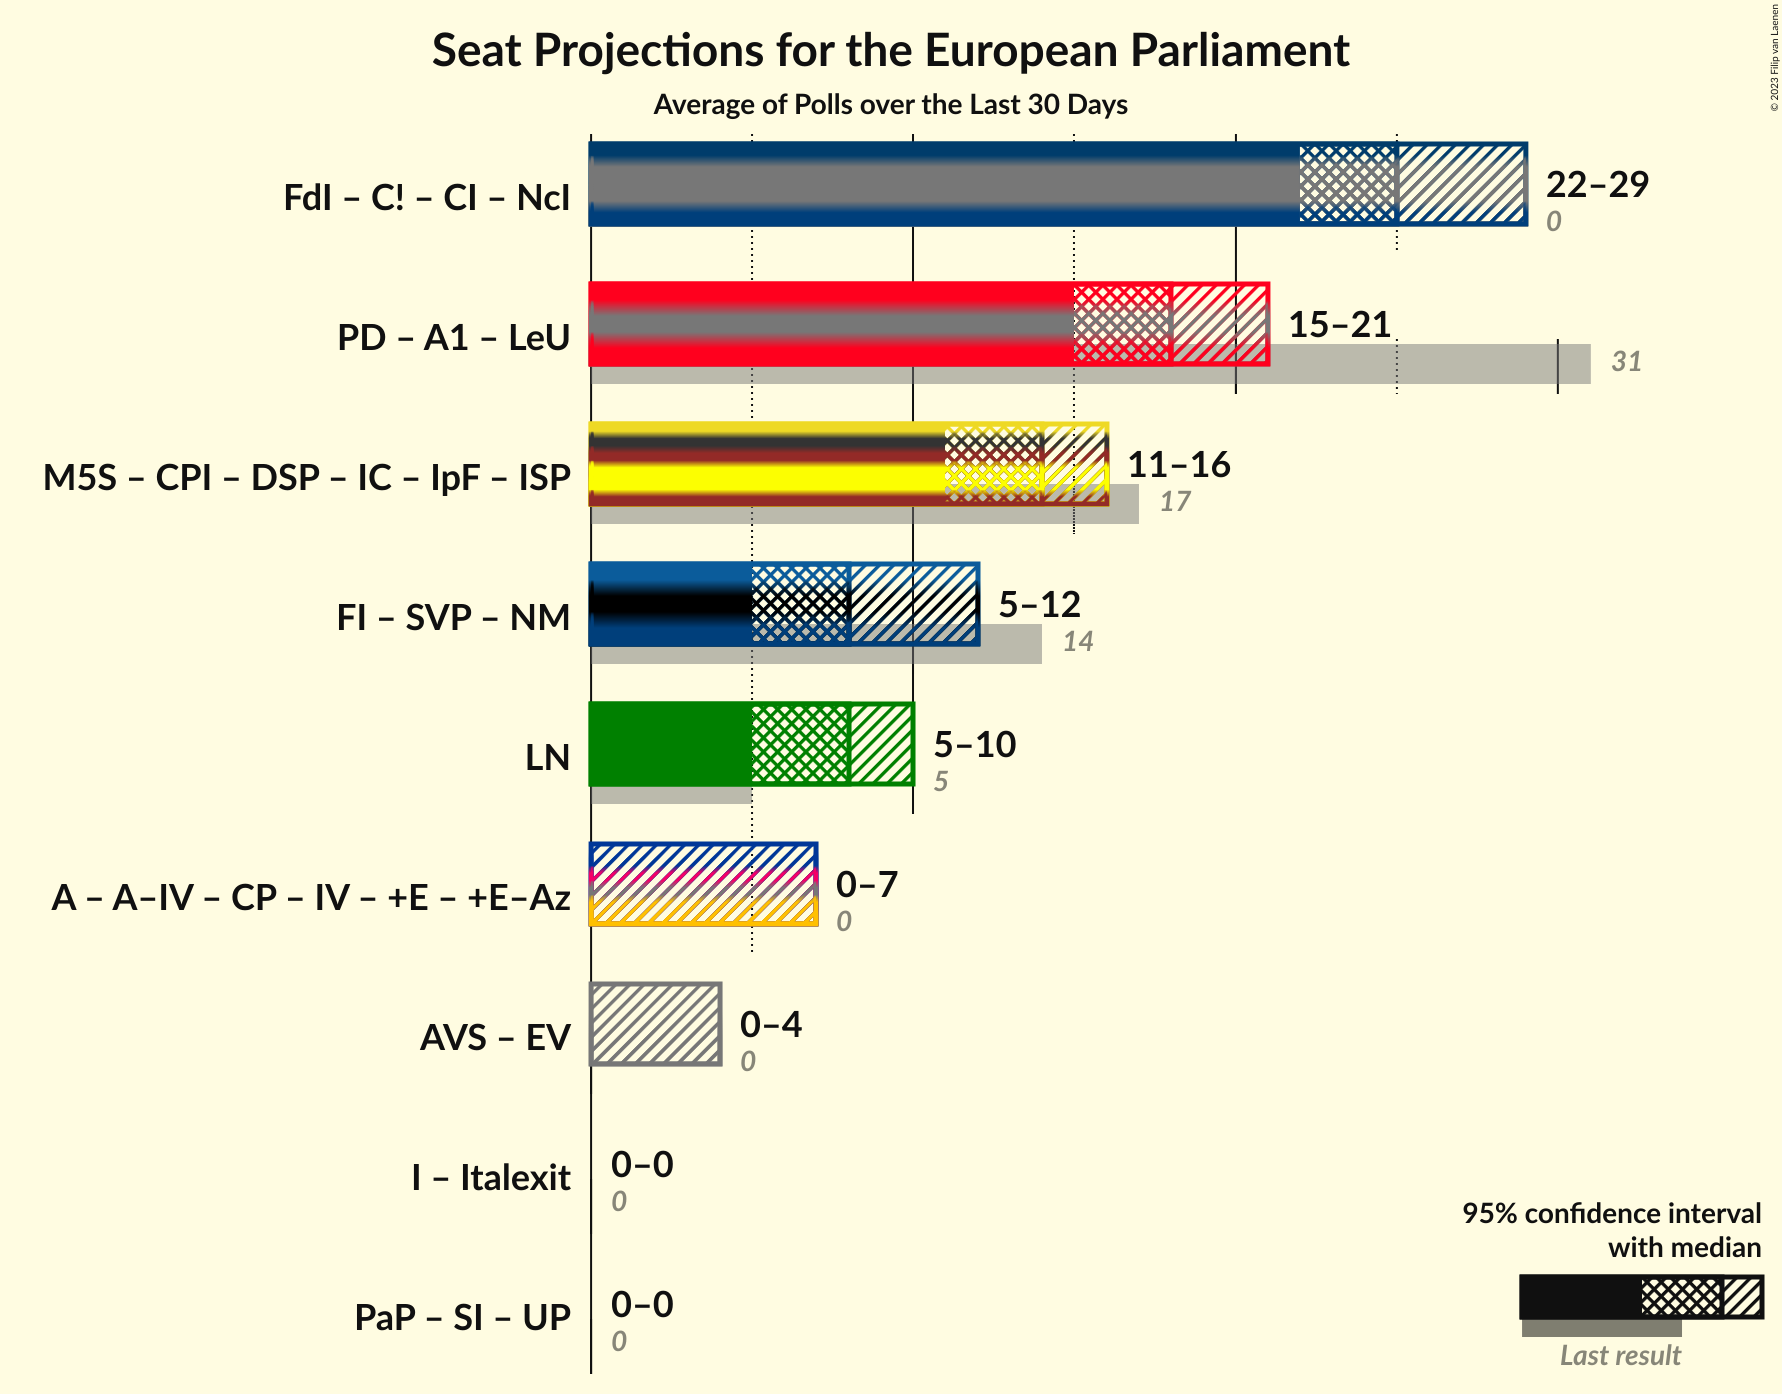 Seat Projections for the European Parliament
Average of Polls over the Last 30 Days
© 2023 Filip van Laenen
FdI – C! – CI – NcI
22–29
0
PD – A1 – LeU
15–21
31
M5S – CPI – DSP – IC – IpF – ISP
11–16
17
FI – SVP – NM
5–12
14
LN
5–10
5
A – A–IV – CP – IV – +E – +E–Az
0–7
0
AVS – EV
0–4
0
I – Italexit
0–0
0
PaP – SI – UP
0–0
0
95% confidence interval
with median
Last result